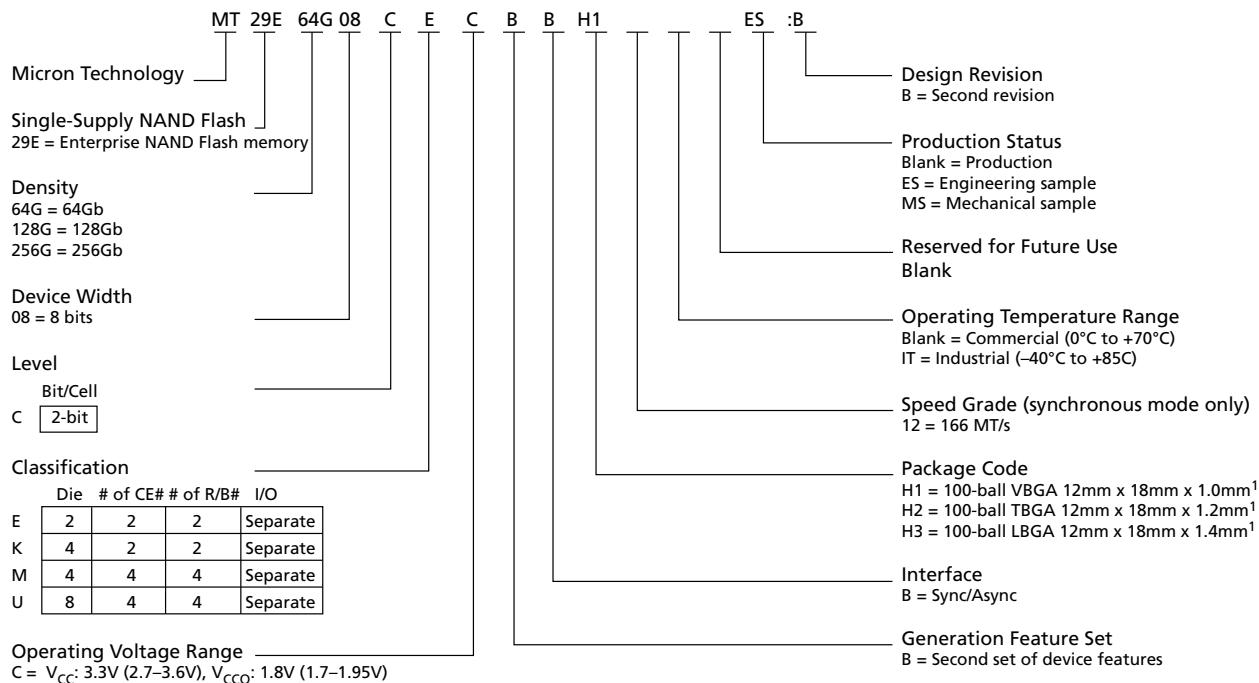 MT 29E 64G 08 C E C B B H1 ES :B
Micron Technology
Single-Supply NAND Flash
29E = Enterprise NAND Flash memory
Density
64G = 64Gb
128G = 128Gb
256G = 256Gb
Device Width
08 = 8 bits
Level
Bit/Cell
C 2-bit
Classification
Die # of CE# # of R/B# I/O
E 2 2 2 Separate
K 4 2 2 Separate
M 4 4 4 Separate
U 8 4 4 Separate
Operating Voltage Range
C = VCC: 3.3V (2.7–3.6V), VCCQ: 1.8V (1.7–1.95V)
Design Revision
B = Second revision
Production Status
Blank = Production
ES = Engineering sample
MS = Mechanical sample
Reserved for Future Use
Blank
Operating Temperature Range
Blank = Commercial (0°C to +70°C)
IT = Industrial (–40°C to +85C)
Speed Grade (synchronous mode only)
12 = 166 MT/s
Package Code
H1 = 100-ball VBGA 12mm x 18mm x 1.0mm¹
H2 = 100-ball TBGA 12mm x 18mm x 1.2mm¹
H3 = 100-ball LBGA 12mm x 18mm x 1.4mm¹
Interface
B = Sync/Async
Generation Feature Set
B = Second set of device features